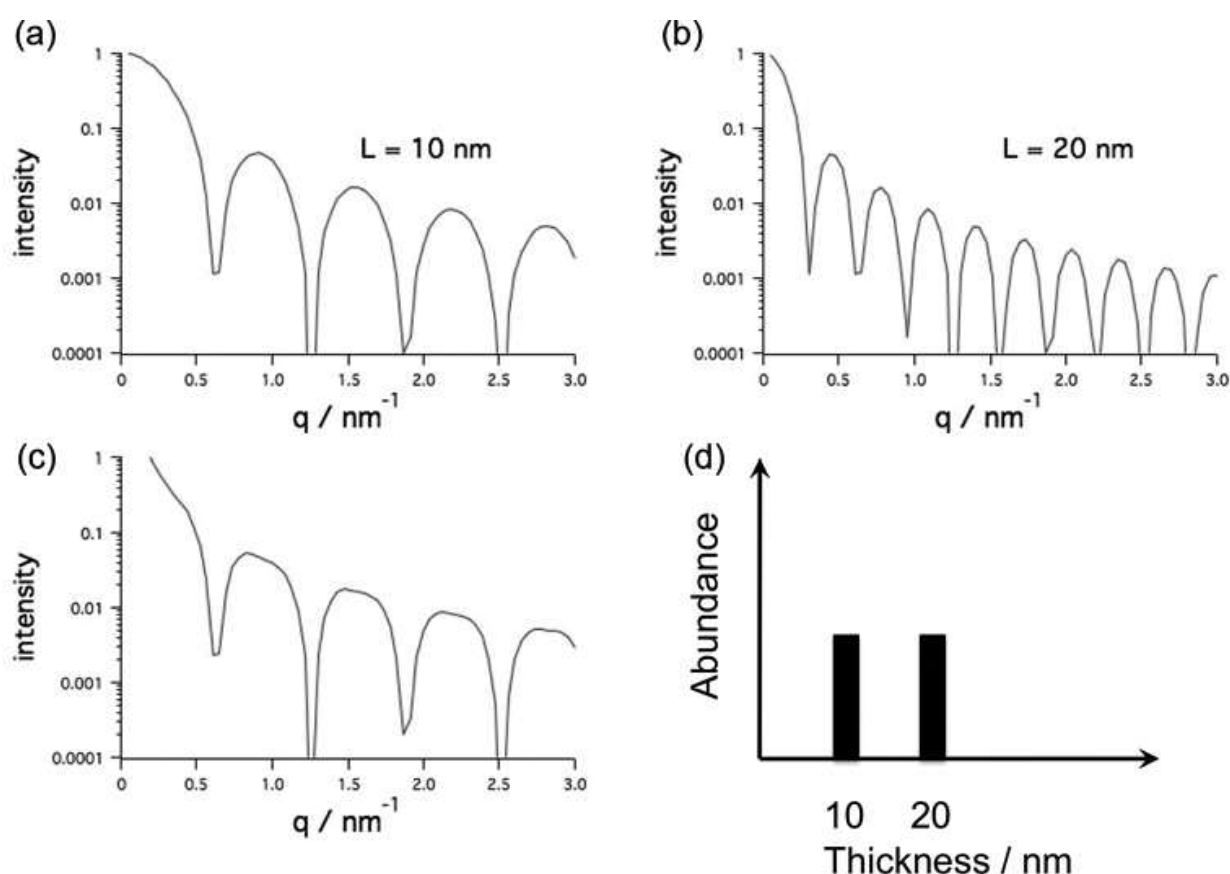 (a)
1
0.1
0.01
0.001
0.0001
intensity
L = 10 nm
0 0.5 1.0 1.5 2.0 2.5 3.0
q / nm⁻¹
(b)
1
0.1
0.01
0.001
0.0001
intensity
L = 20 nm
0 0.5 1.0 1.5 2.0 2.5 3.0
q / nm⁻¹
(c)
1
0.1
0.01
0.001
0.0001
intensity
0 0.5 1.0 1.5 2.0 2.5 3.0
q / nm⁻¹
(d)
Abundance
10 20
Thickness / nm